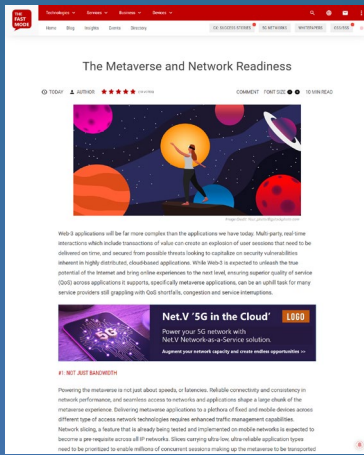 THE FAST MODE
Technologies Services Business Devices
Home Blog Insights Events Directory
5G NETWORKS WHITEPAPERS
The Metaverse and Network Readiness
TODAY AUTHOR COMMENT FONT SIZE 10 MIN READ
Web-3 applications will be far more complex than the applications we have today. Multi-party, real-time
interactions which include transactions of value can create an explosion of user sessions that need to be
delivered on time, and secured from possible threats looking to capitalize on security vulnerabilities
inherent in highly distributed, cloud-based applications. While Web-3 is expected to unleash the true
potential of the Internet and bring online experiences to the next level, ensuring superior quality of service
(QoS) across applications it supports, specifically metaverse applications, can be an uphill task for many
service providers still grappling with QoS shortfalls, congestion and service interruptions.
Net.V '5G in the Cloud' LOGO
Power your 5G network with
Net.V Network-as-a-Service solution.
Augment your network capacity and create endless opportunities >>
#1: NOT JUST BANDWIDTH
Powering the metaverse is not just about speeds, or latencies. Reliable connectivity and consistency in
network performance, and seamless access to networks and applications shape a large chunk of the
metaverse experience. Delivering metaverse applications to a plethora of fixed and mobile devices across
different type of access network technologies requires enhanced traffic management capabilities.
Network slicing, a feature that is already being tested and implemented on mobile networks is expected to
become a pre-requisite across all IP networks. Slices carrying ultra-low, ultra-reliable application types
need to be prioritized to enable millions of concurrent sessions making up the metaverse to be transported